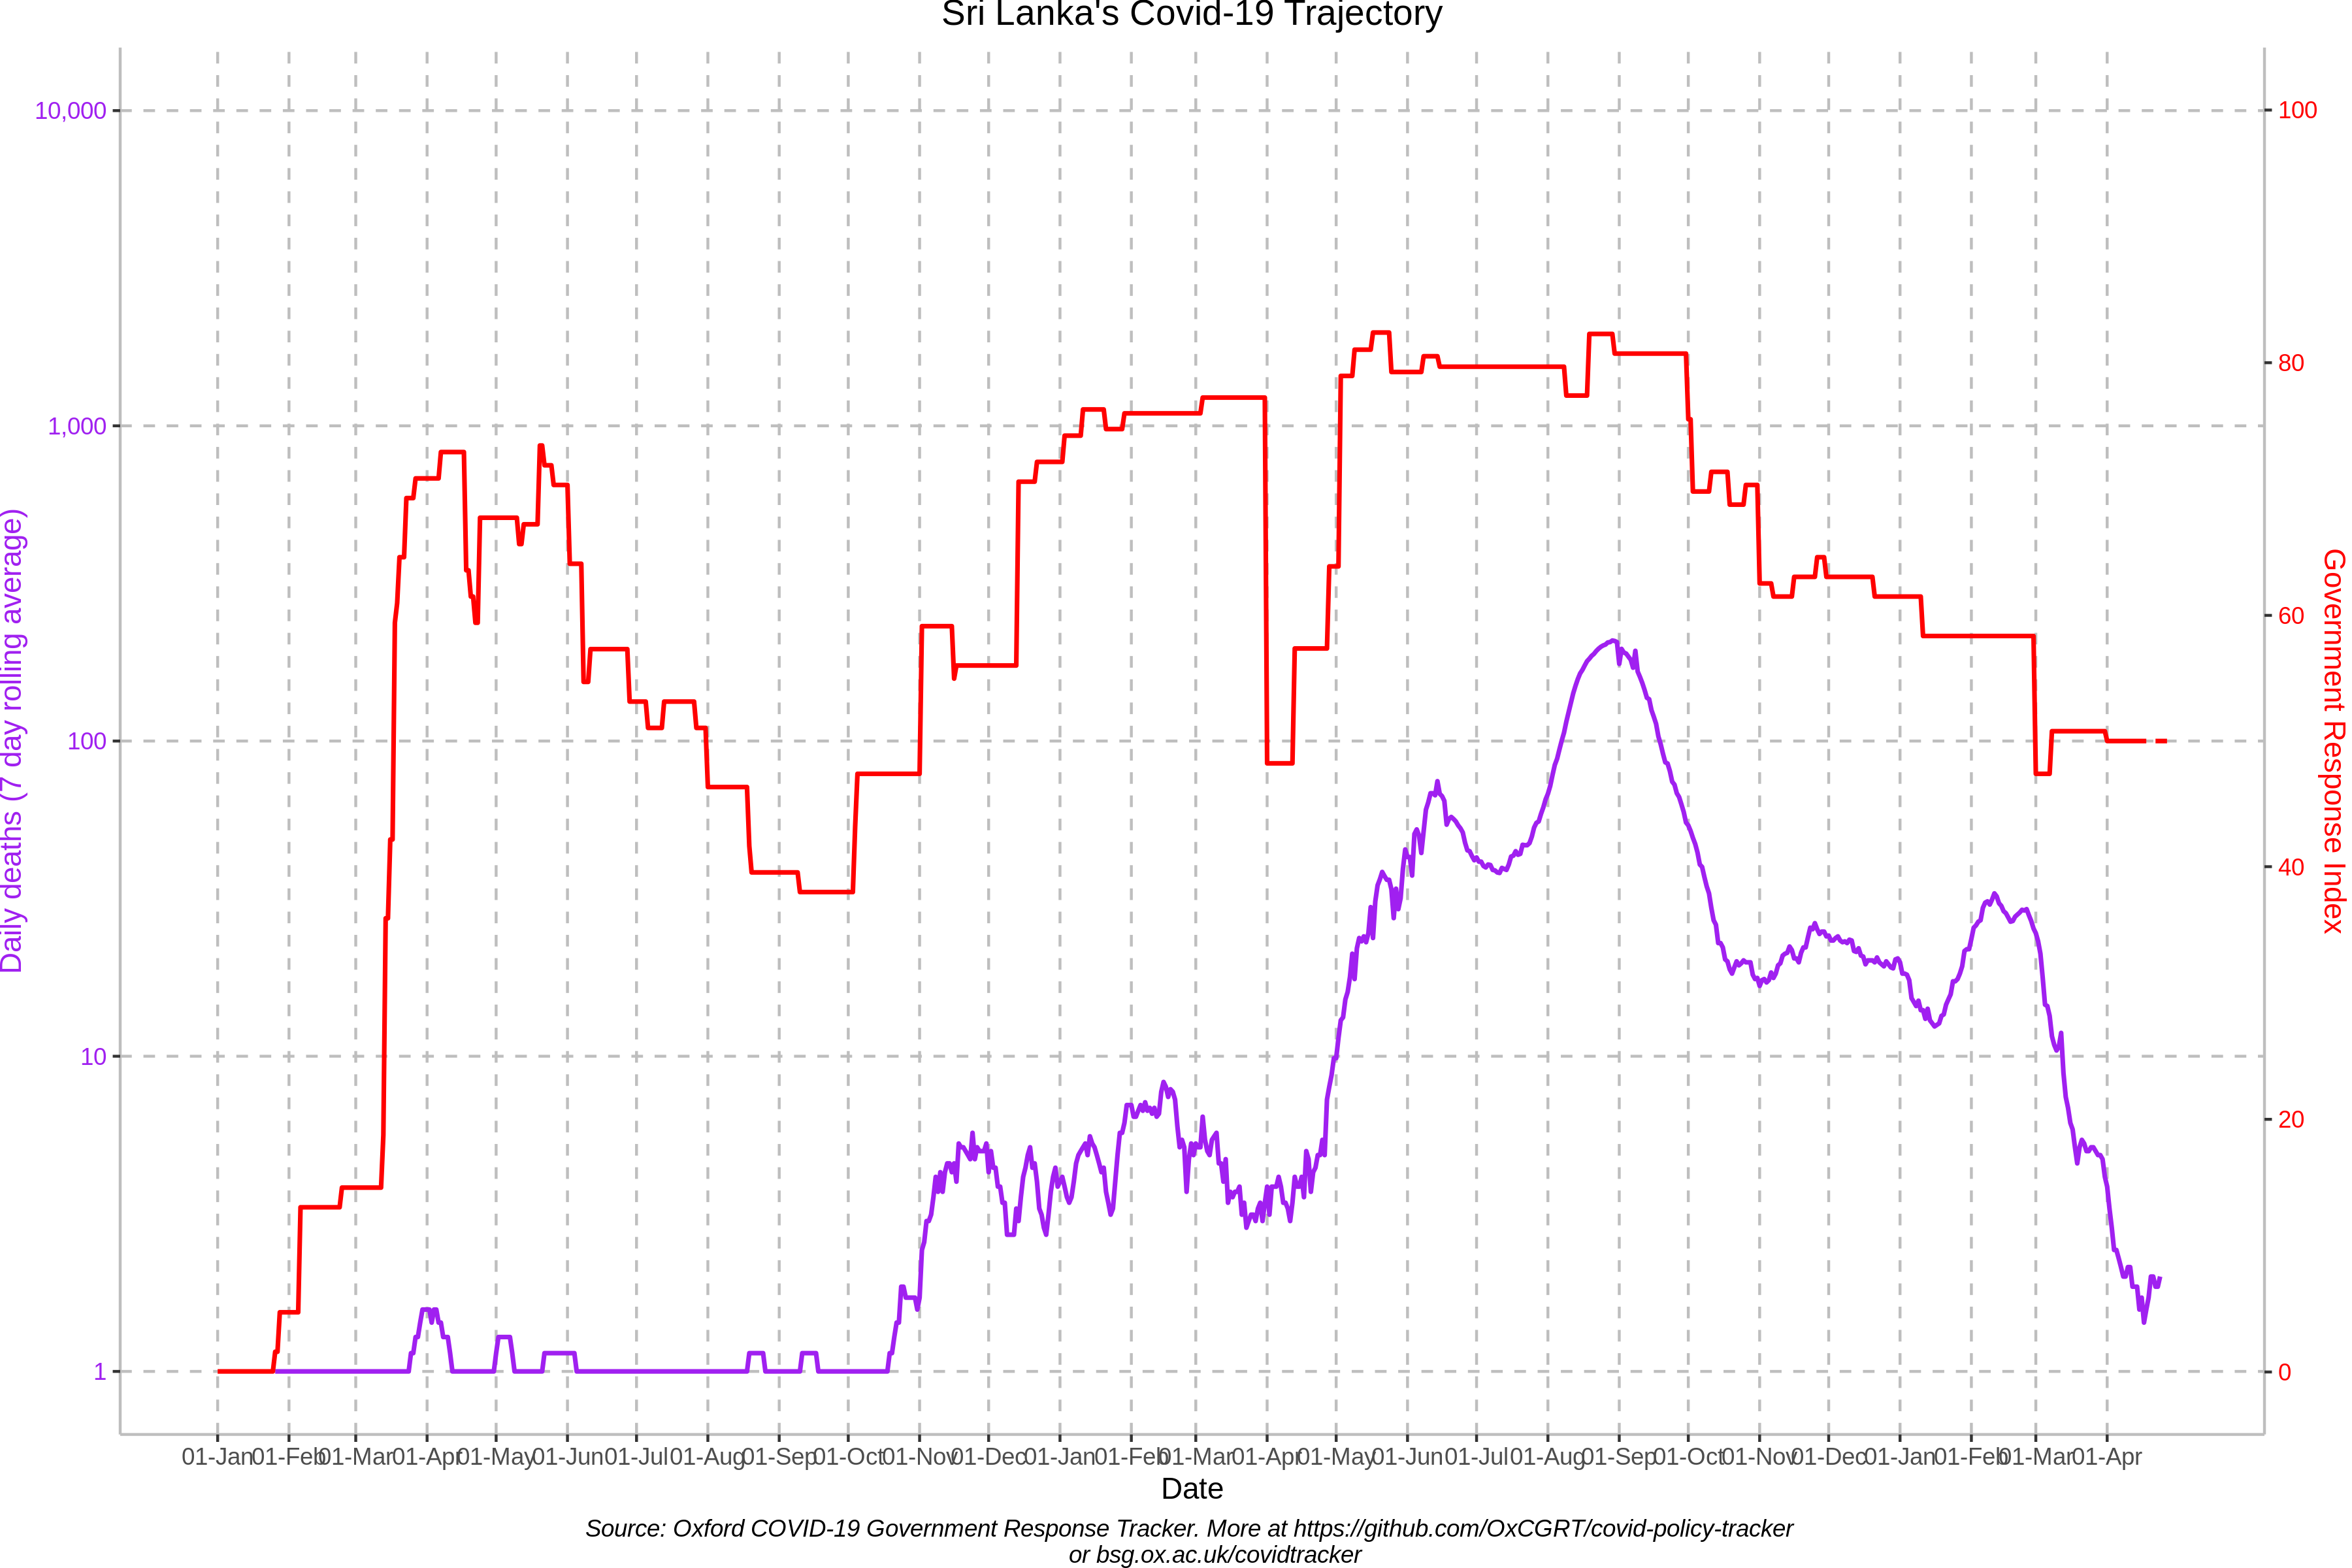 Sri Lanka's Covid-19 Trajectory
Daily deaths (7 day rolling average)
10,000
1,000
100
10
1
100
80
60
40
20
0
Government Response Index
01-Jan 01-Feb 01-Mar 01-Apr 01-May 01-Jun 01-Jul 01-Aug 01-Sep 01-Oct 01-Nov 01-Dec 01-Jan 01-Feb 01-Mar 01-Apr 01-May 01-Jun 01-Jul 01-Aug 01-Sep 01-Oct 01-Nov 01-Dec 01-Jan 01-Feb 01-Mar 01-Apr
Date
Source: Oxford COVID-19 Government Response Tracker. More at https://github.com/OxCGRT/covid-policy-tracker
or bsg.ox.ac.uk/covidtracker